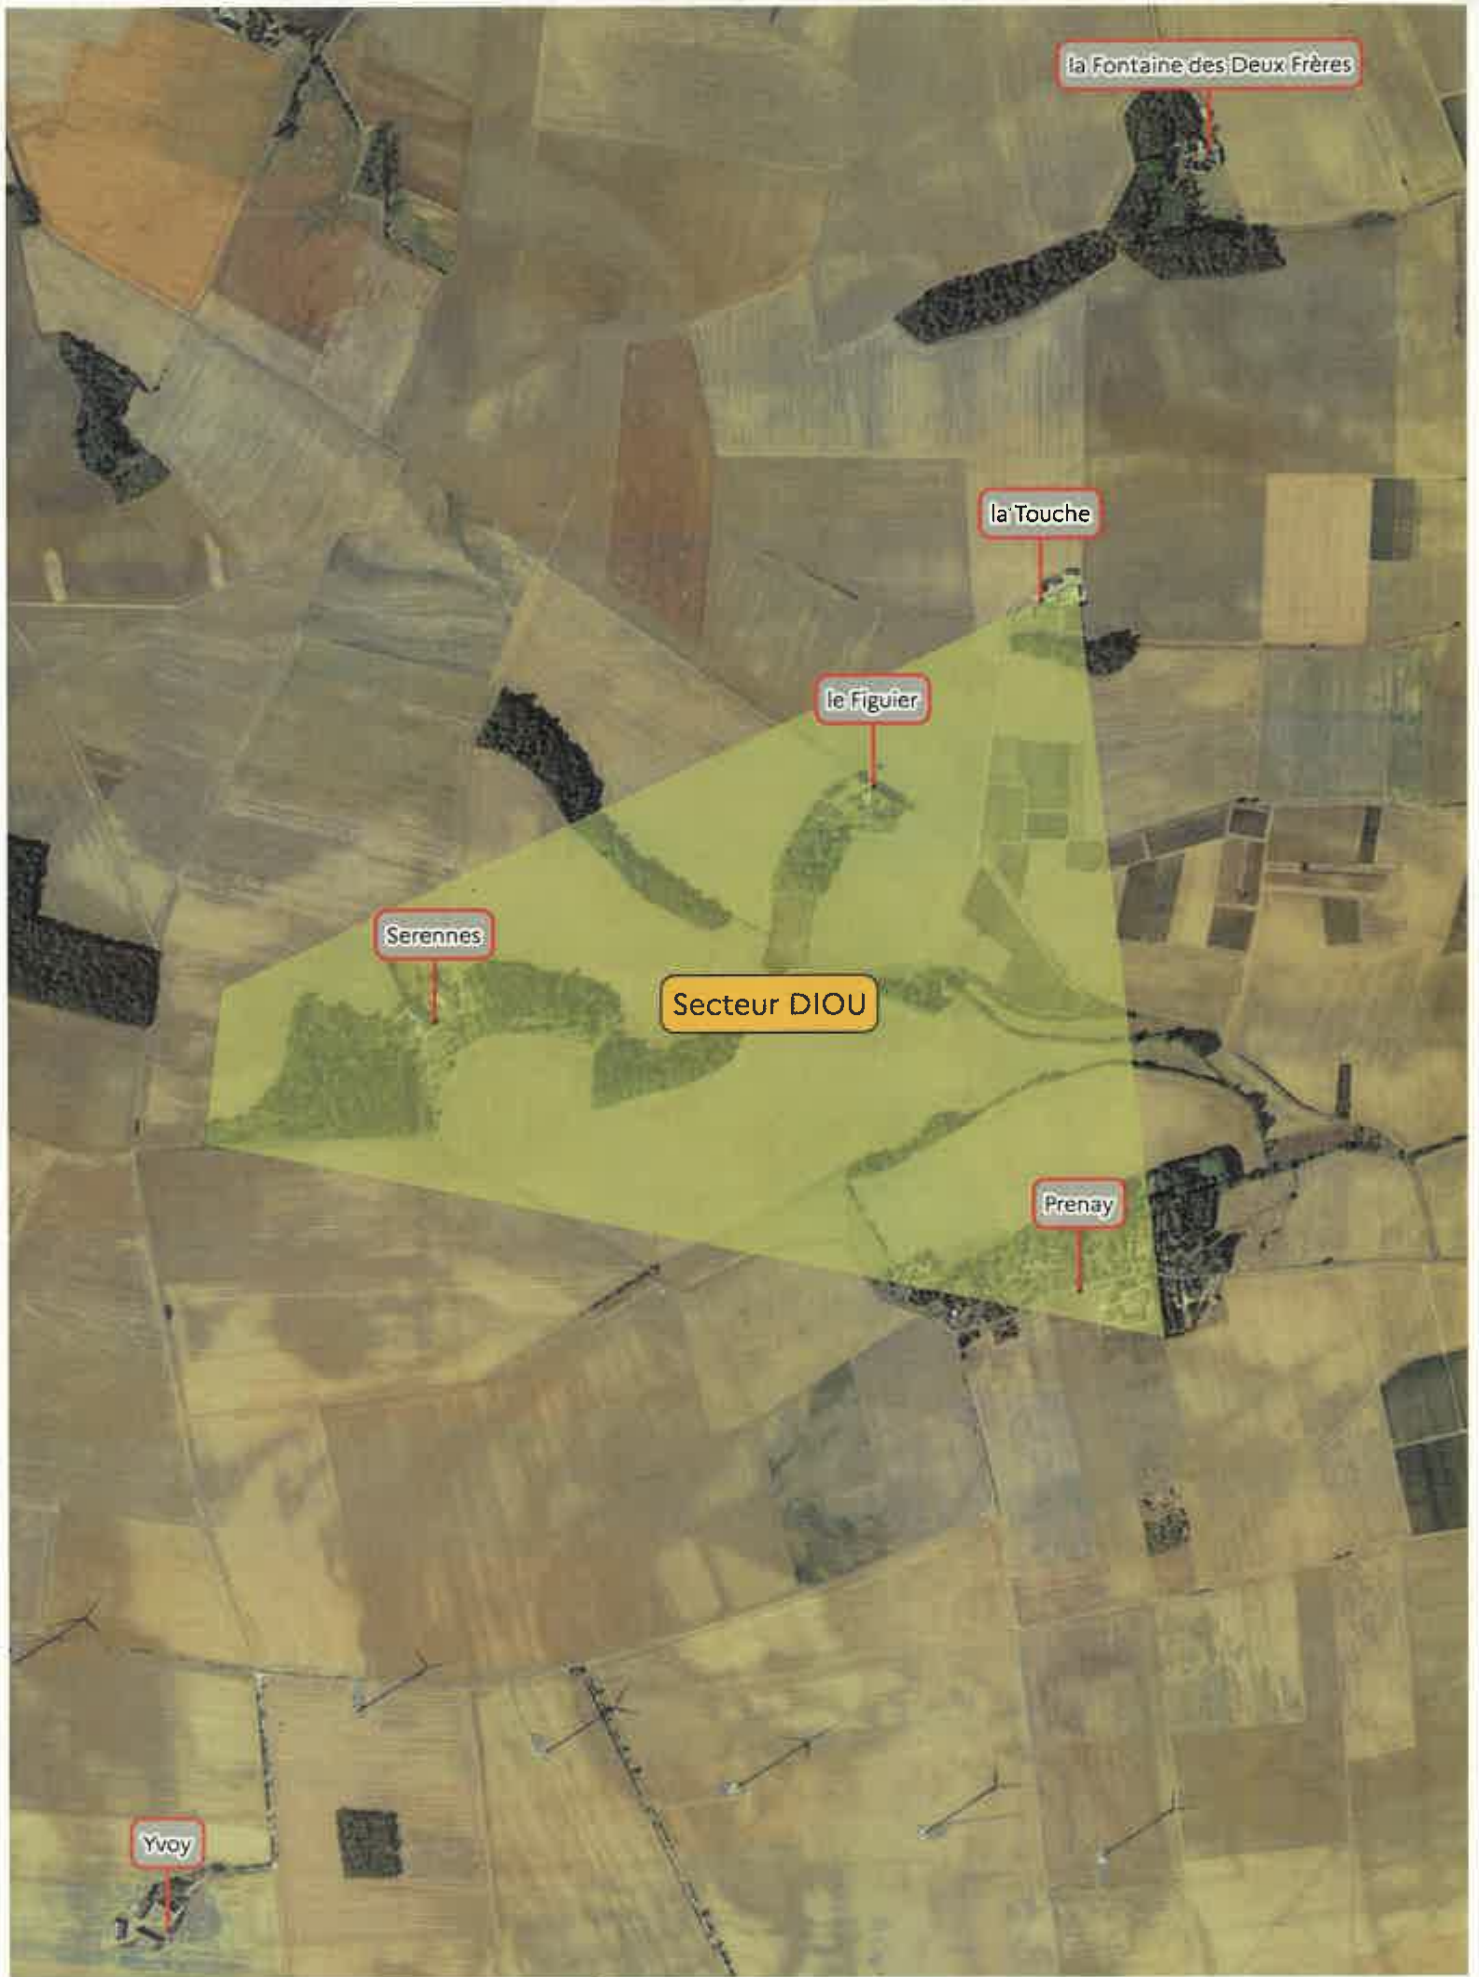 la Fontaine des Deux Frères
la Touche
le Figuier
Serennes
Secteur DIOU
Prenay
Yvoy